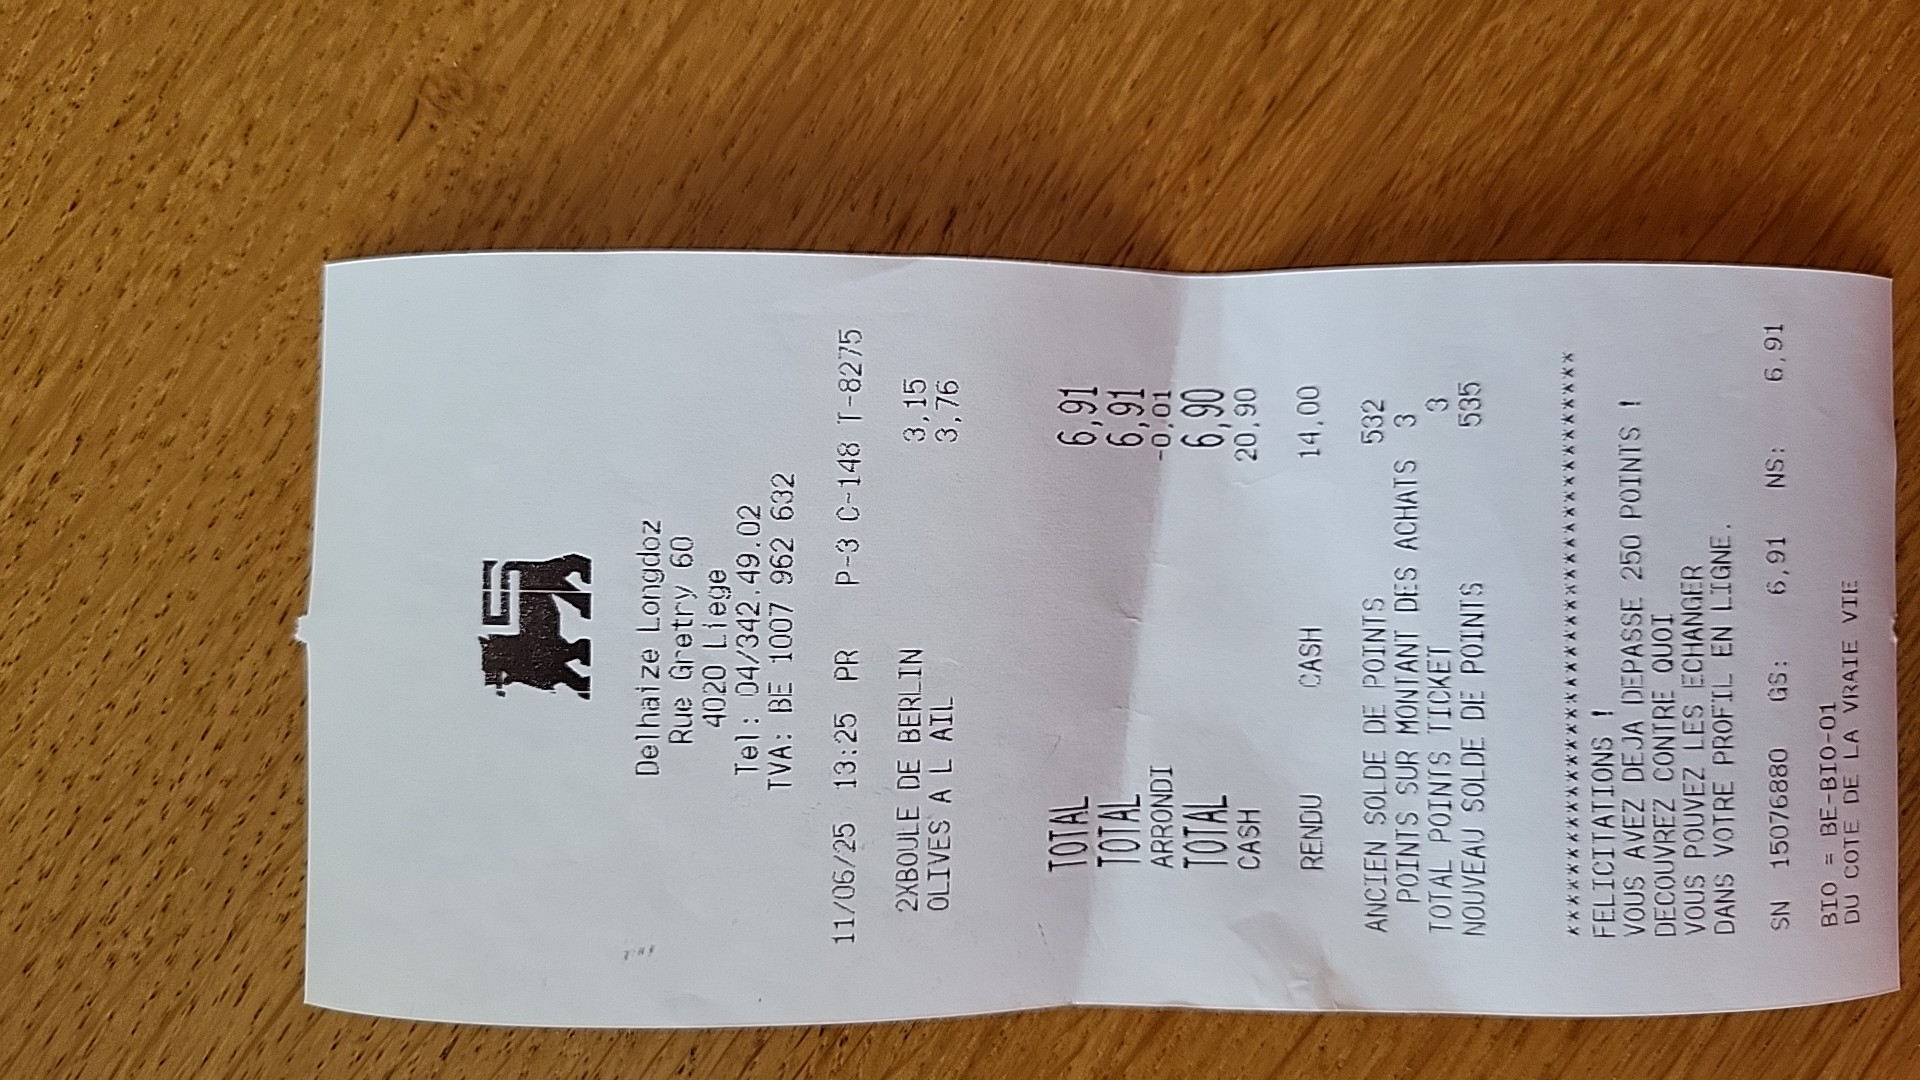 Delhaize Longdoz
Rue Gretry 60
4020 Liege
Tel : 04/342.49.02
TVA: BE 1007 962 632
11/06/25 13:25 PR P-3 C-148 T-8275
2XBOULE DE BERLIN 3,15
OLIVES A L AIL 3,76
TOTAL 6,91
TOTAL 6,91
ARRONDI -0,01
TOTAL 6,90
CASH 20,90
RENDU CASH 14,00
ANCIEN SOLDE DE POINTS 532
POINTS SUR MONTANT DES ACHATS 3
TOTAL POINTS TICKET 3
NOUVEAU SOLDE DE POINTS 535
****************************************
FELICITATIONS !
VOUS AVEZ DEJA DEPASSE 250 POINTS !
DECOUVREZ CONTRE QUOI
VOUS POUVEZ LES ECHANGER
DANS VOTRE PROFIL EN LIGNE.
SN 15076880 GS: 6,91 NS: 6,91
BIO = BE-BIO-01
DU COTE DE LA VRAIE VIE